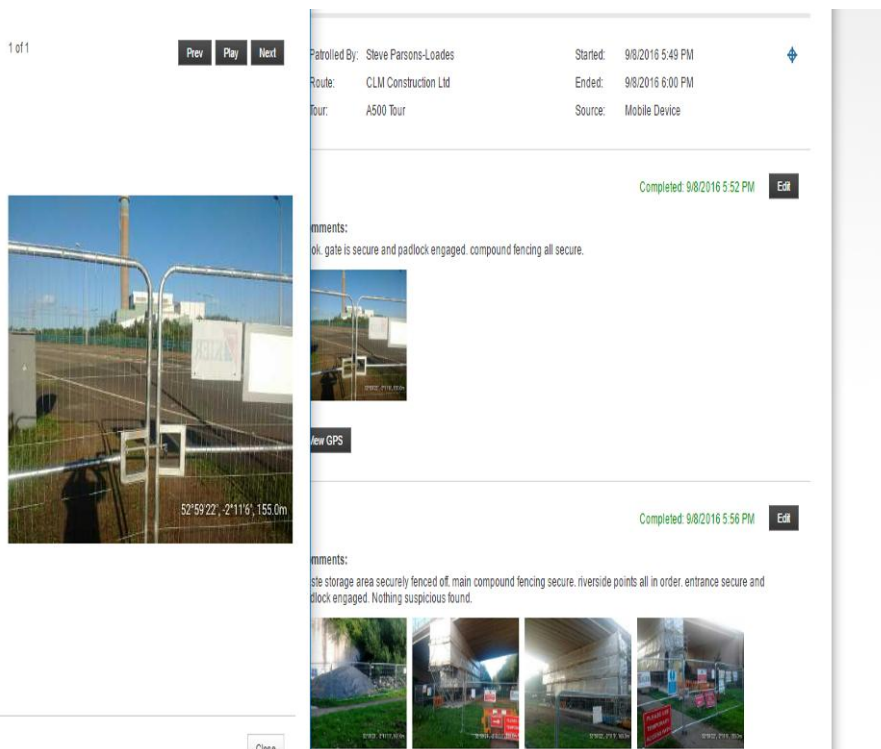 1 of 1
Prev Play Next
Patrolled By: Steve Parsons-Loades Started: 9/8/2016 5:49 PM
Route: CLM Construction Ltd Ended: 9/8/2016 6:00 PM
Tour: A500 Tour Source: Mobile Device
Completed: 9/8/2016 5:52 PM Edit
mments:
ok. gate is secure and padlock engaged. compound fencing all secure.
View GPS
KIER
52°59'22", -2°11'6", 155.0m
Completed: 9/8/2016 5:56 PM Edit
mments:
ste storage area securely fenced off. main compound fencing secure. riverside points all in order. entrance secure and
dlock engaged. Nothing suspicious found.
Close